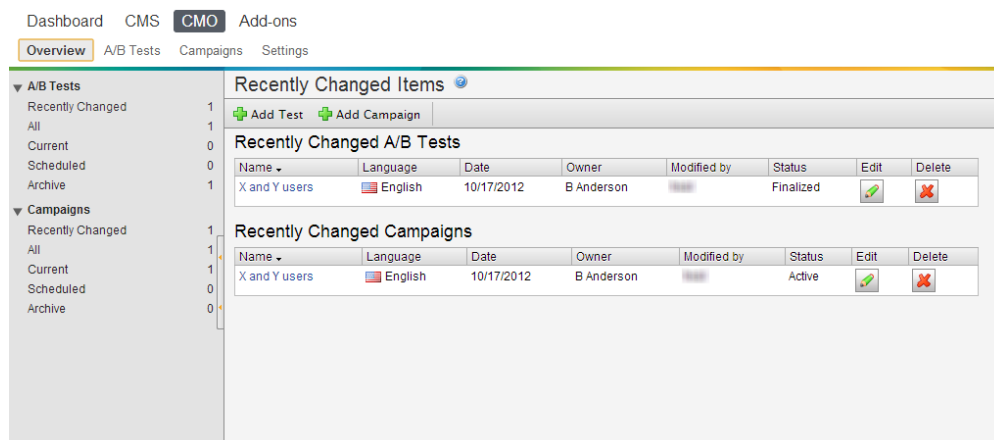 Dashboard CMS CMO Add-ons
Overview A/B Tests Campaigns Settings
A/B Tests
Recently Changed 1
All 1
Current 0
Scheduled 0
Archive 1
Campaigns
Recently Changed 1
All 1
Current 1
Scheduled 0
Archive 0
Recently Changed Items ?
Add Test Add Campaign
Recently Changed A/B Tests
Name Language Date Owner Modified by Status Edit Delete
X and Y users English 10/17/2012 B Anderson Finalized
Recently Changed Campaigns
Name Language Date Owner Modified by Status Edit Delete
X and Y users English 10/17/2012 B Anderson Active